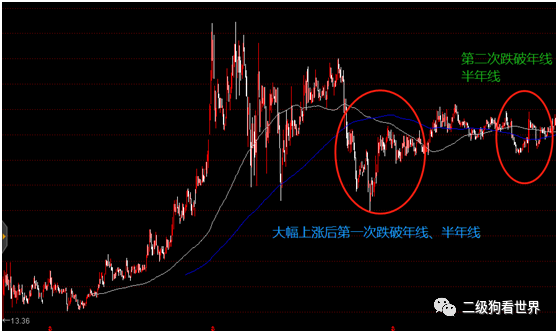 第二次跌破年线
半年线
大幅上涨后第一次跌破年线、半年线
←13.36
二级狗看世界